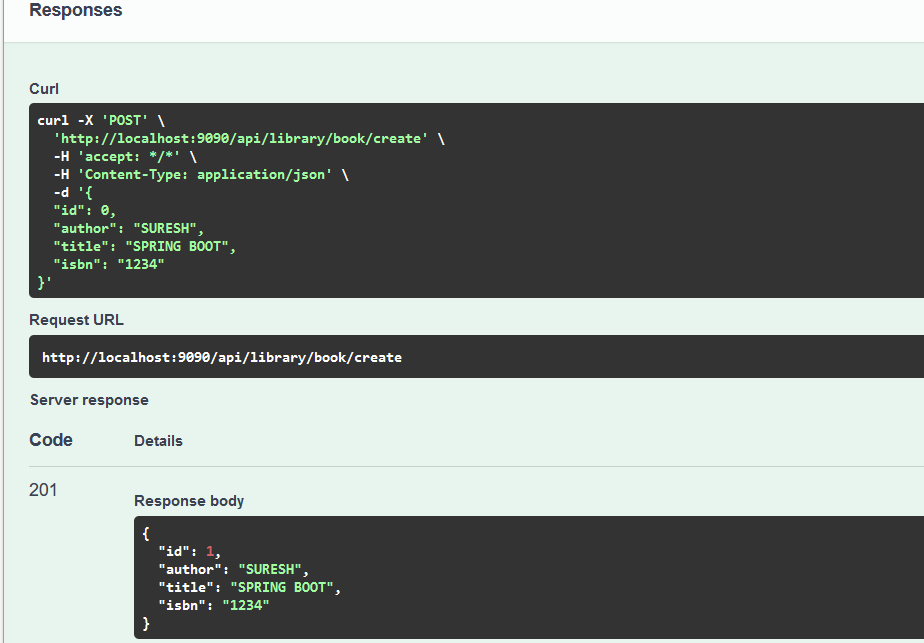 Responses
Curl
curl -X 'POST' \
  'http://localhost:9090/api/library/book/create' \
  -H 'accept: */*' \
  -H 'Content-Type: application/json' \
  -d '{
  "id": 0,
  "author": "SURESH",
  "title": "SPRING BOOT",
  "isbn": "1234"
}'
Request URL
http://localhost:9090/api/library/book/create
Server response
Code Details
201
Response body
{
  "id": 1,
  "author": "SURESH",
  "title": "SPRING BOOT",
  "isbn": "1234"
}